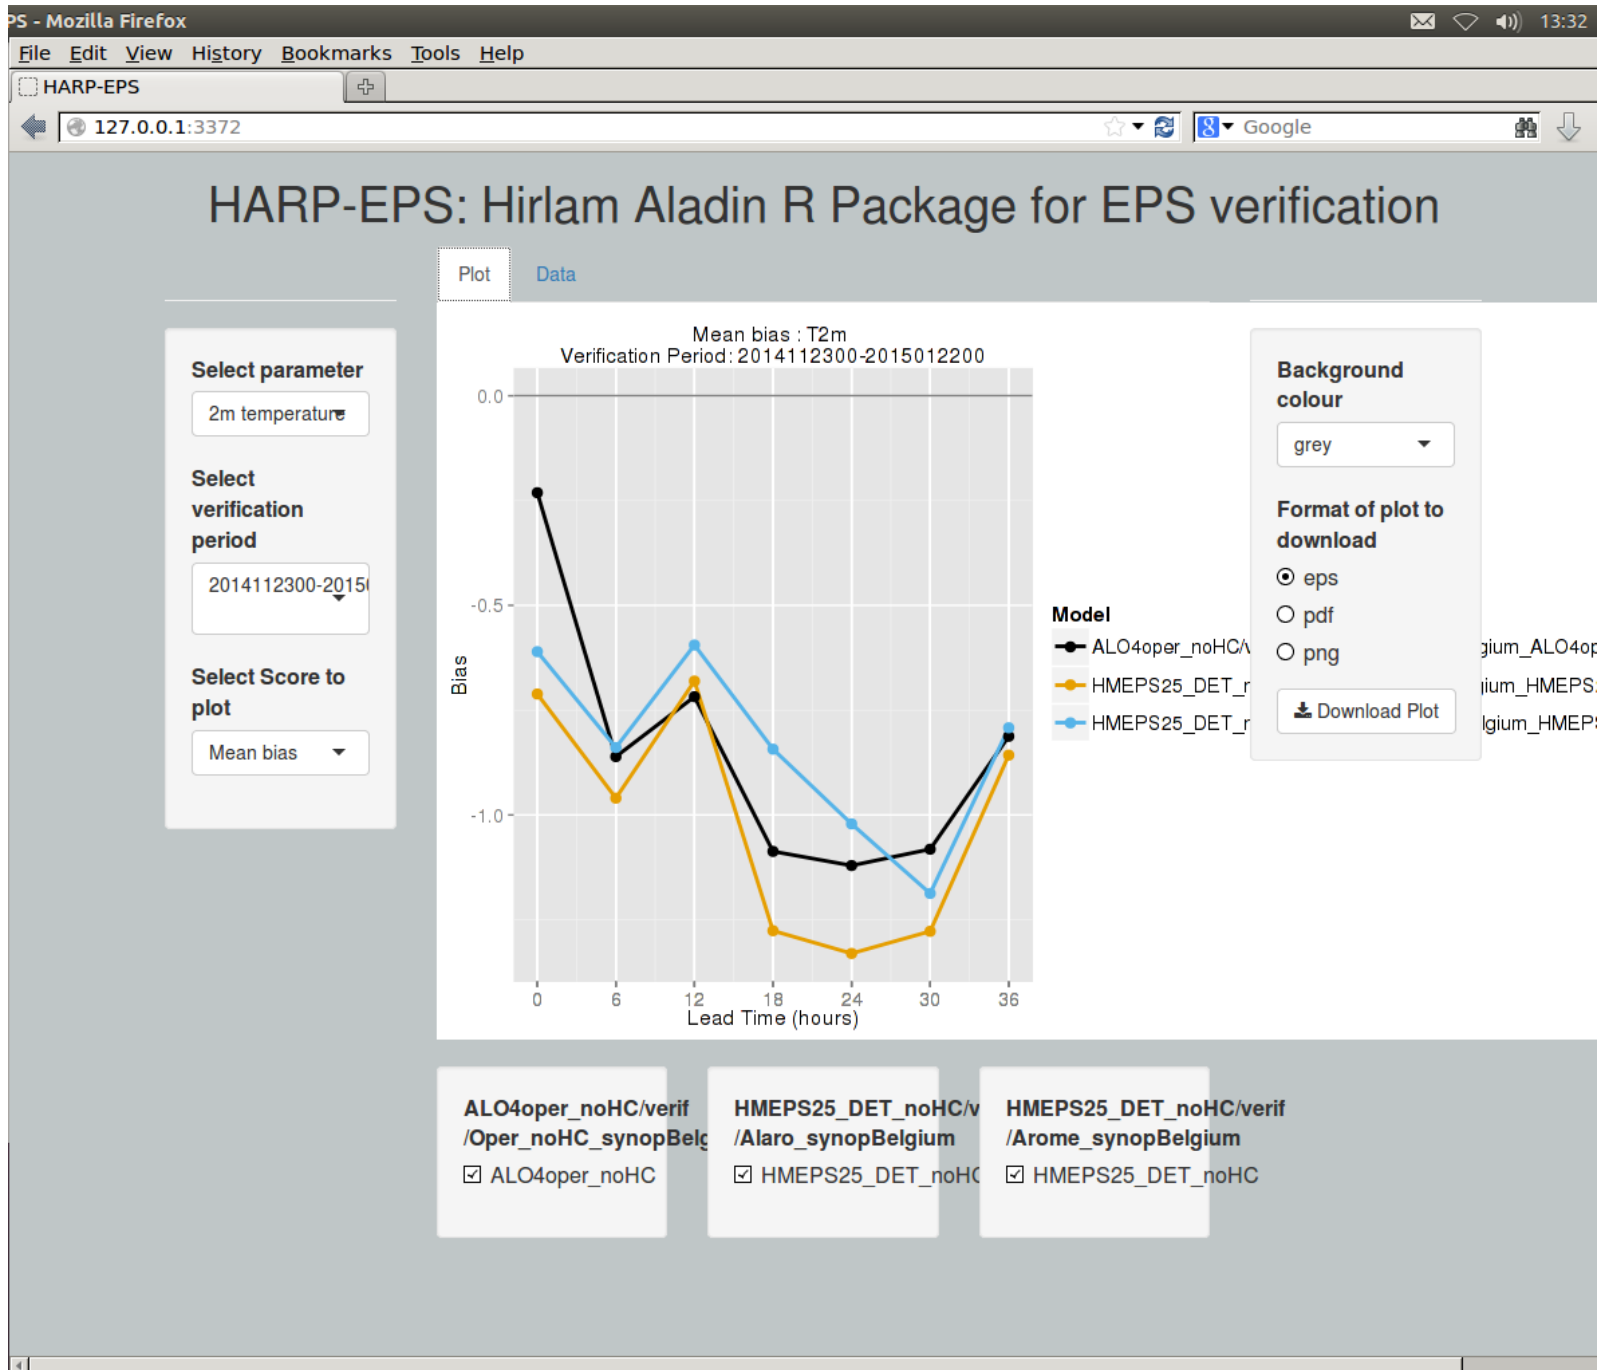 PS - Mozilla Firefox
13:32
File Edit View History Bookmarks Tools Help
HARP-EPS
127.0.0.1:3372
Google
HARP-EPS: Hirlam Aladin R Package for EPS verification
Plot Data
Select parameter
2m temperature
Select
verification
period
2014112300-2015
Select Score to
plot
Mean bias
Mean bias : T2m
Verification Period: 2014112300-2015012200
0.0
-0.5
-1.0
Bias
0 6 12 18 24 30 36
Lead Time (hours)
Model
ALO4oper_noHC/v gium_ALO4op
HMEPS25_DET_r gium_HMEPS
HMEPS25_DET_r lgium_HMEPS
Background
colour
grey
Format of plot to
download
eps
pdf
png
Download Plot
ALO4oper_noHC/verif
/Oper_noHC_synopBelg
ALO4oper_noHC
HMEPS25_DET_noHC/v
/Alaro_synopBelgium
HMEPS25_DET_noHC
HMEPS25_DET_noHC/verif
/Arome_synopBelgium
HMEPS25_DET_noHC